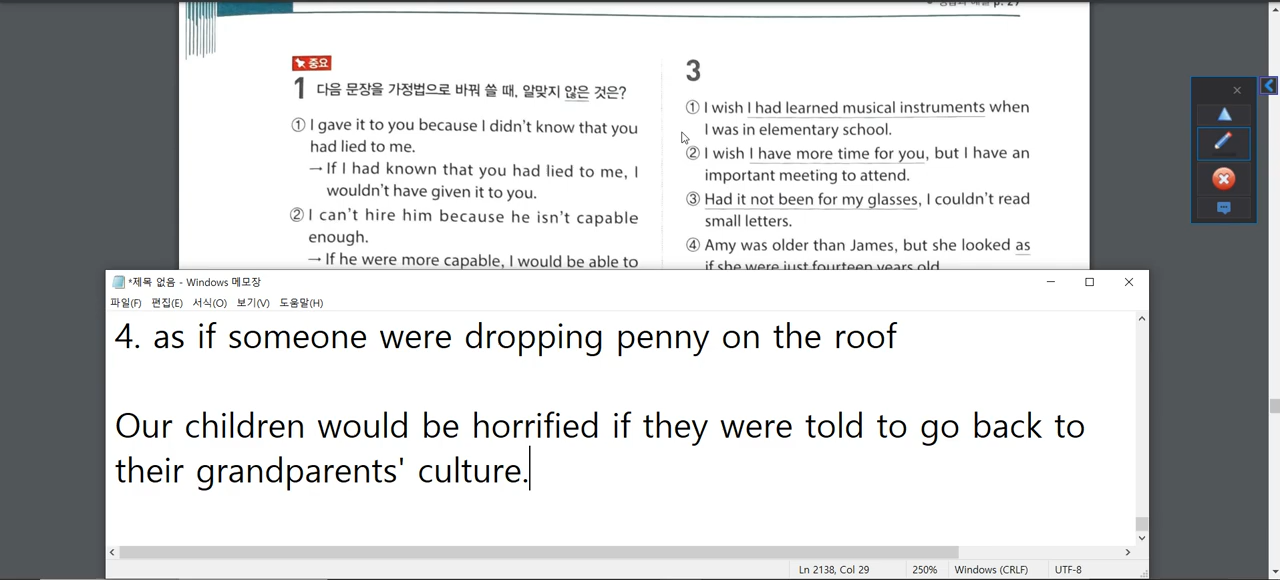 중요
1 다음 문장을 가정법으로 바꿔 쓸 때, 알맞지 않은 것은?
① I gave it to you because I didn't know that you
had lied to me.
→ If I had known that you had lied to me, I
wouldn't have given it to you.
② I can't hire him because he isn't capable
enough.
→ If he were more capable, I would be able to
3
① I wish I had learned musical instruments when
I was in elementary school.
② I wish I have more time for you, but I have an
important meeting to attend.
③ Had it not been for my glasses, I couldn't read
small letters.
④ Amy was older than James, but she looked as
if she were just fourteen years old
*제목 없음 - Windows 메모장
파일(F) 편집(E) 서식(O) 보기(V) 도움말(H)
4. as if someone were dropping penny on the roof
Our children would be horrified if they were told to go back to
their grandparents' culture.
Ln 2138, Col 29 250% Windows (CRLF) UTF-8